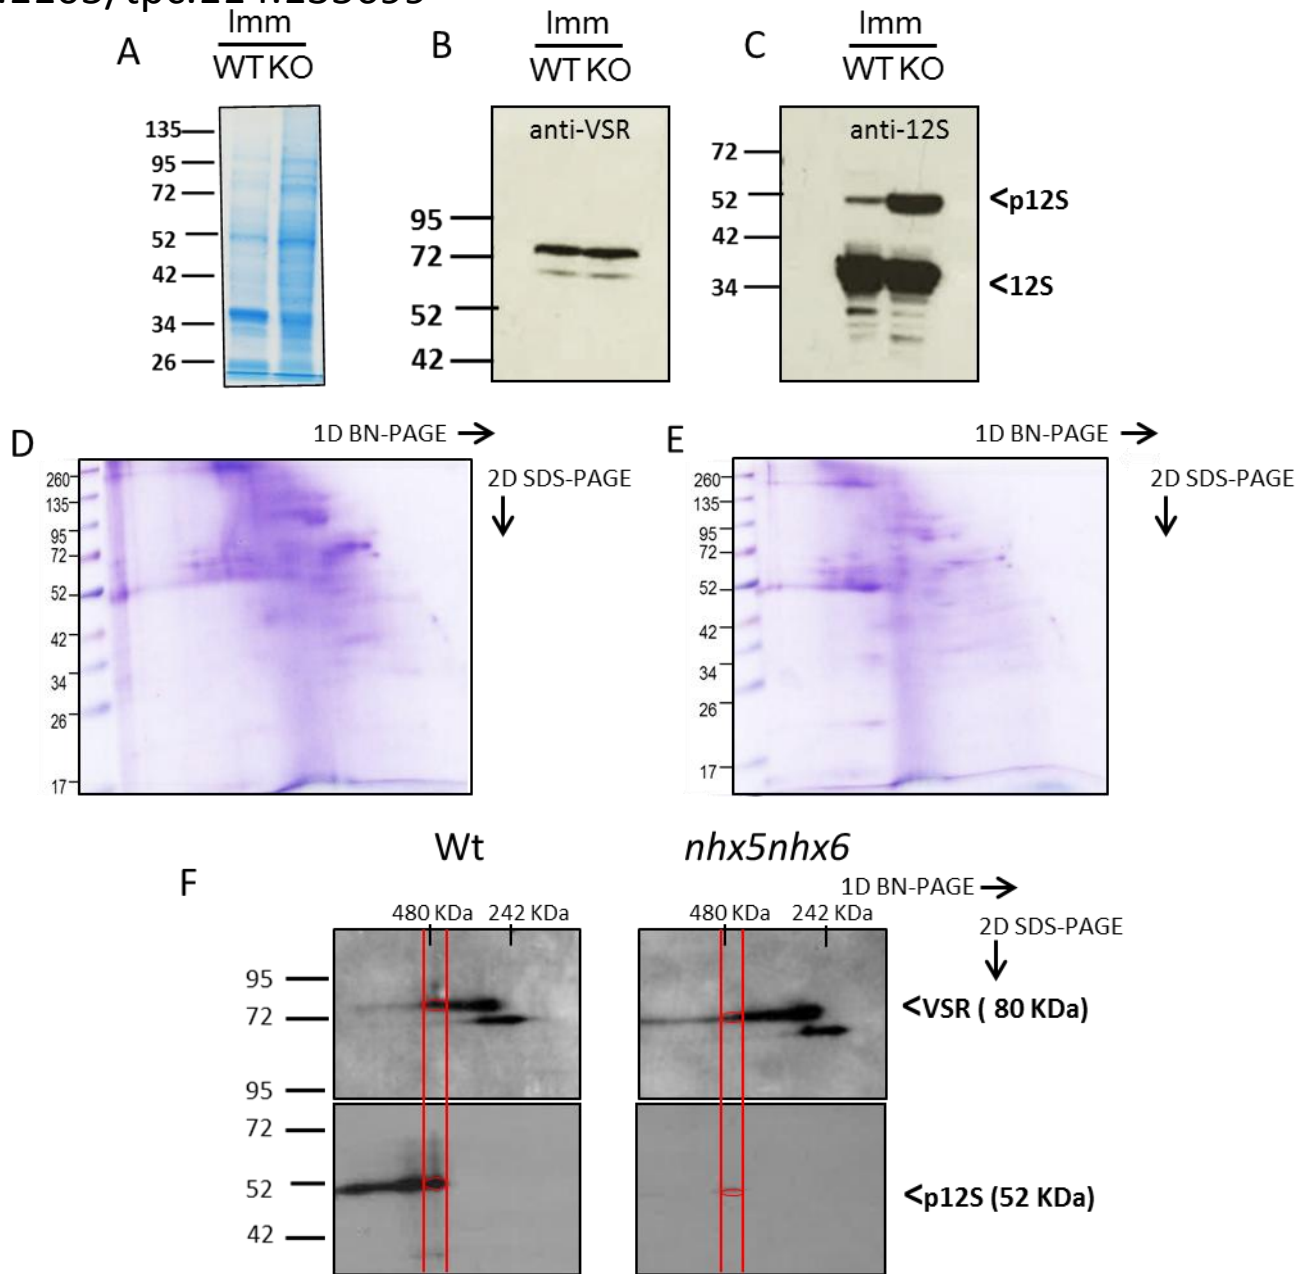 Imm
A
WT KO
135
95
72
52
42
34
26
B
Imm
WT KO
anti-VSR
95
72
52
42
C
Imm
WT KO
anti-12S
72
52
42
34
<p12S
<12S
D
1D BN-PAGE
2D SDS-PAGE
260
135
95
72
52
42
34
26
17
E
1D BN-PAGE
2D SDS-PAGE
260
135
95
72
52
42
34
26
17
Wt
nhx5nhx6
F
1D BN-PAGE
480 KDa 242 KDa
480 KDa 242 KDa
2D SDS-PAGE
95
72
<VSR ( 80 KDa)
95
72
52
42
<p12S (52 KDa)